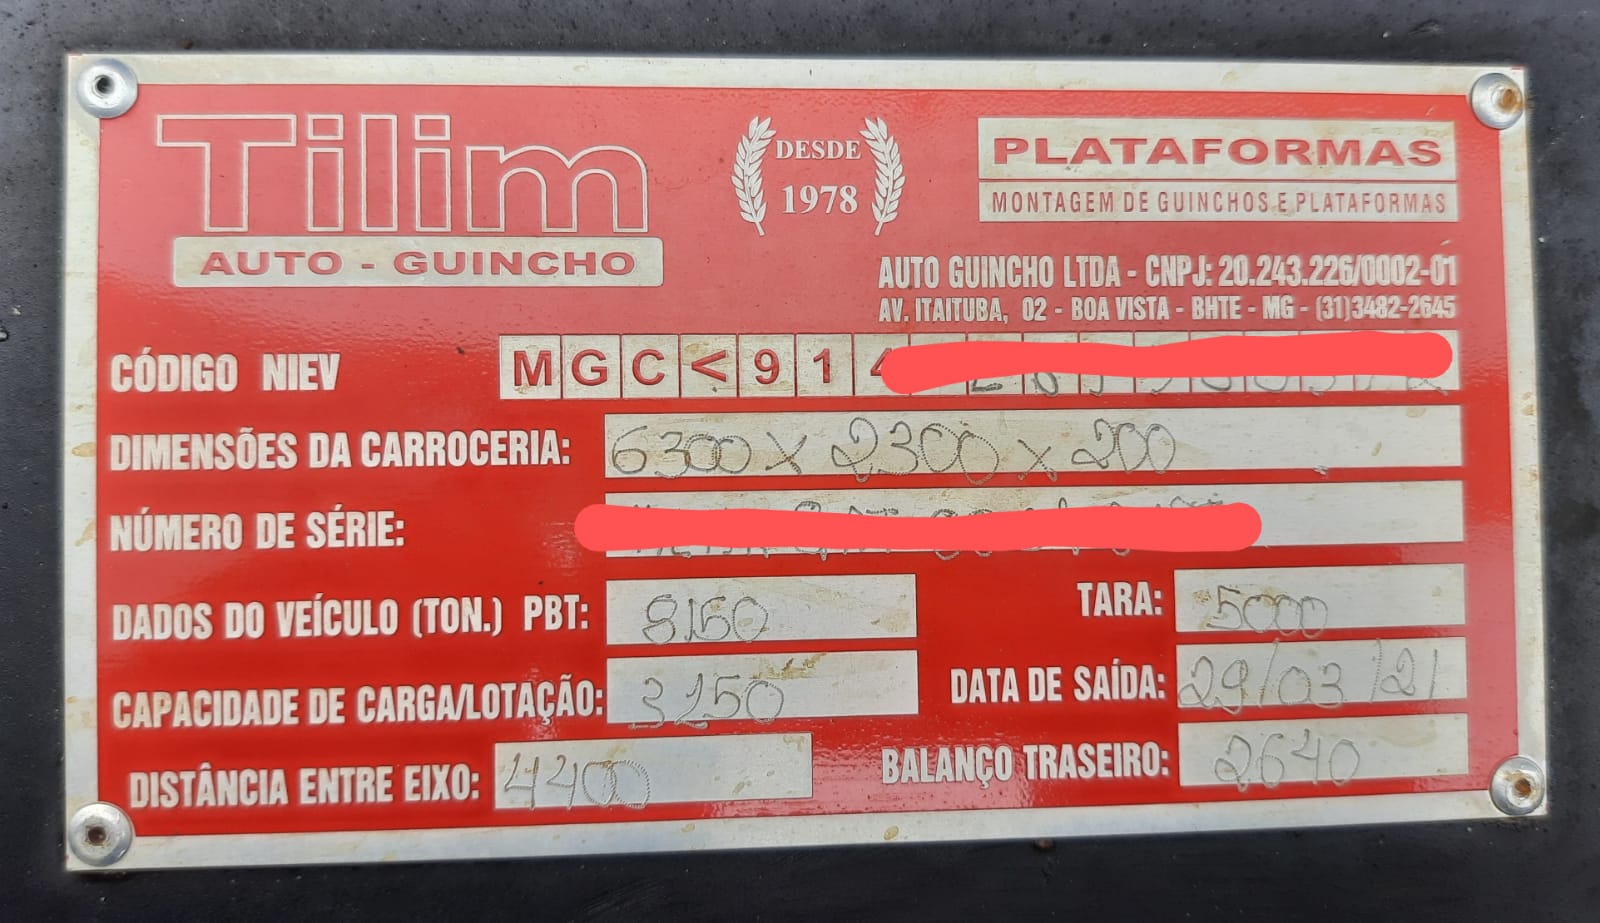 Tilim
AUTO - GUINCHO
DESDE
1978
PLATAFORMAS
MONTAGEM DE GUINCHOS E PLATAFORMAS
AUTO GUINCHO LTDA - CNPJ: 20.243.226/0002-01
AV. ITAITUBA, 02 - BOA VISTA - BHTE - MG - (31)3482-2645
CÓDIGO NIEV MGC<914
DIMENSÕES DA CARROCERIA: 6300 x 2300 x 200
NÚMERO DE SÉRIE:
DADOS DO VEÍCULO (TON.) PBT: 8150 TARA: 5000
CAPACIDADE DE CARGA/LOTAÇÃO: 3150 DATA DE SAÍDA: 29/03/21
DISTÂNCIA ENTRE EIXO: 4400 BALANÇO TRASEIRO: 2640